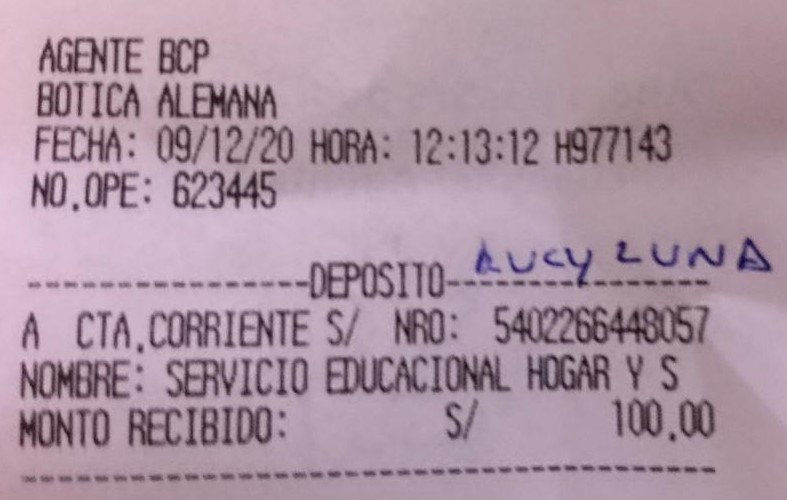 AGENTE BCP
BOTICA ALEMANA
FECHA: 09/12/20 HORA: 12:13:12 H977143
NO.OPE: 623445
LUCY LUNA
------------------DEPOSITO-----------------
A CTA.CORRIENTE S/ NRO: 5402266448057
NOMBRE: SERVICIO EDUCACIONAL HOGAR Y S
MONTO RECIBIDO: S/ 100.00